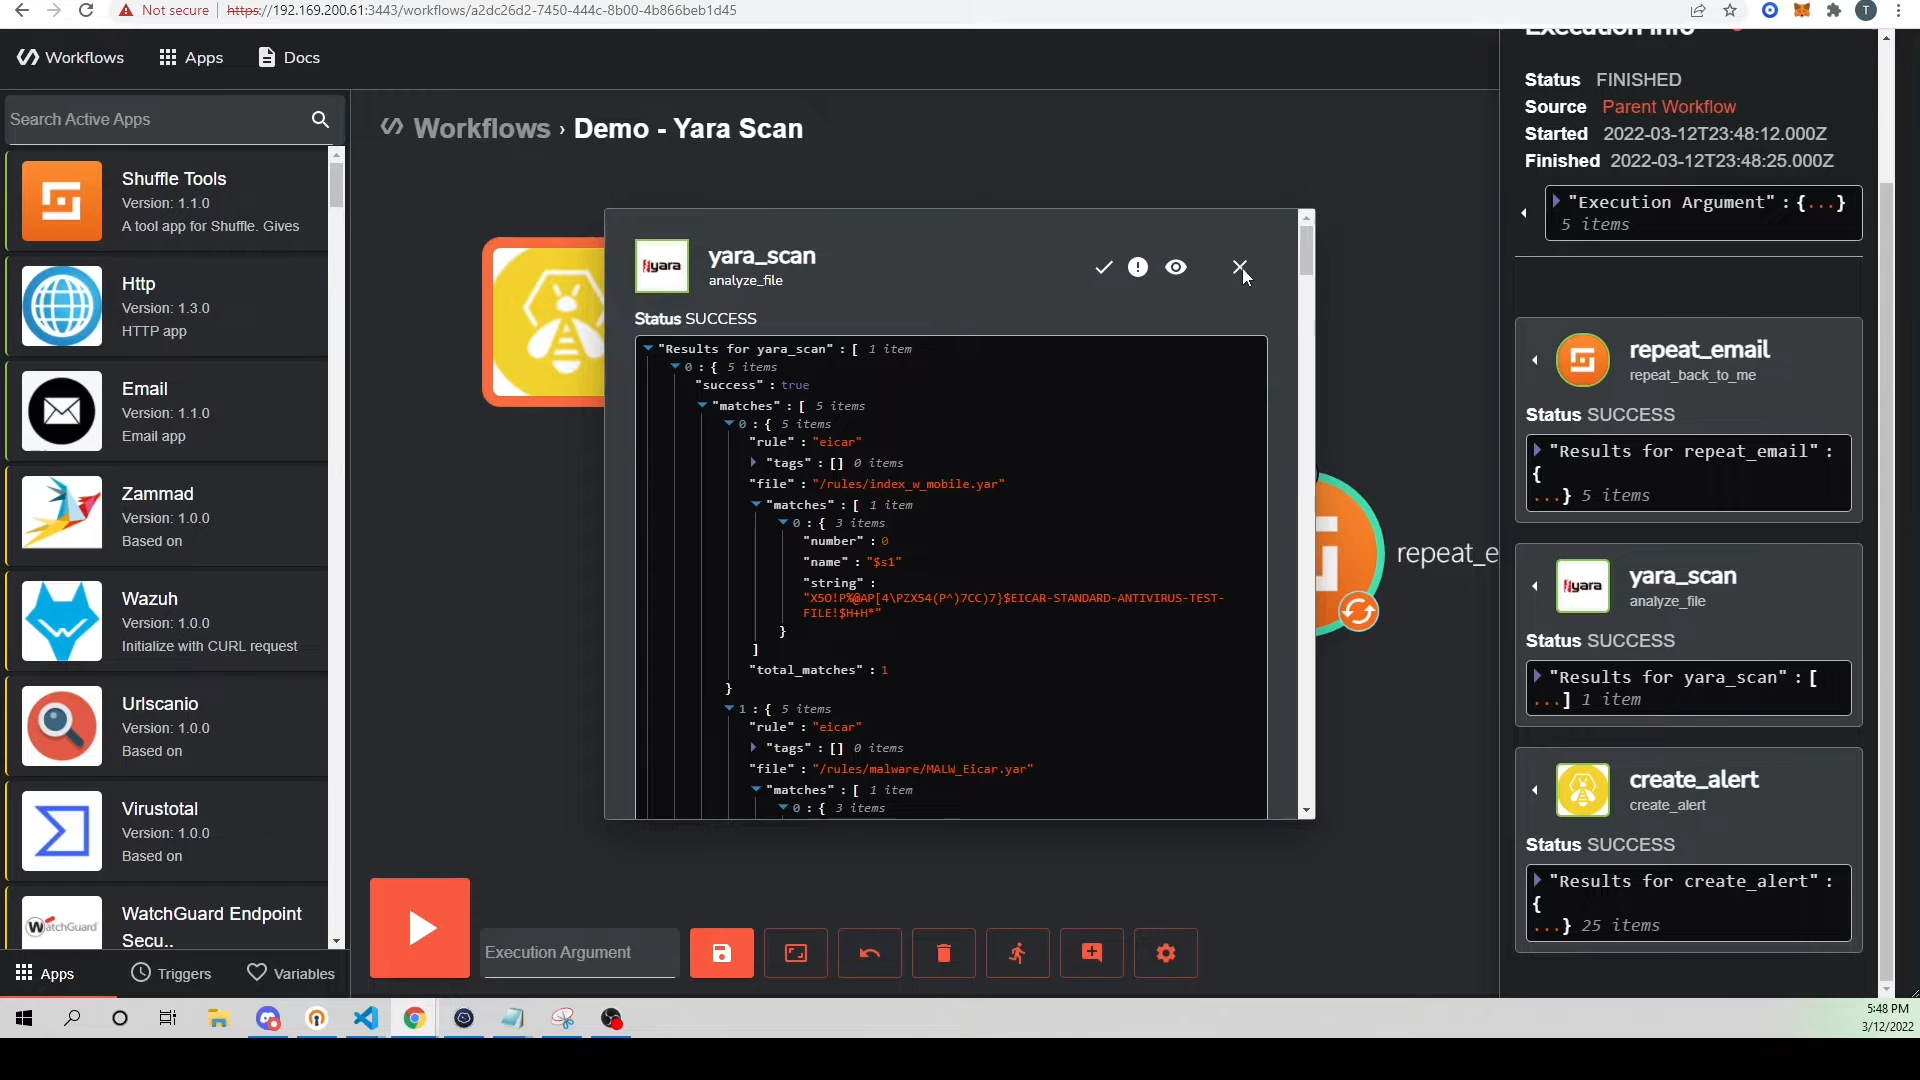 Not secure
https://192.169.200.61:3443/workflows/a2dc26d2-7450-444c-8b00-4b866beb1d45
T
Workflows
Apps
Docs
Search Active Apps
Shuffle Tools
Version: 1.1.0
A tool app for Shuffle. Gives
Http
Version: 1.3.0
HTTP app
Email
Version: 1.1.0
Email app
Zammad
Version: 1.0.0
Based on
Wazuh
Version: 1.0.0
Initialize with CURL request
Urlscanio
Version: 1.0.0
Based on
Virustotal
Version: 1.0.0
Based on
WatchGuard
WatchGuard Endpoint
Secu..
Apps
Triggers
Variables
Workflows › Demo - Yara Scan
yara
yara_scan
analyze_file
Status SUCCESS
"Results for yara_scan" : [ 1 item
0 : { 5 items
"success" : true
"matches" : [ 5 items
0 : { 5 items
"rule" : "eicar"
"tags" : [] 0 items
"file" : "/rules/index_w_mobile.yar"
"matches" : [ 1 item
0 : { 3 items
"number" : 0
"name" : "$s1"
"string" :
"X5O!P%@AP[4\PZX54(P^)7CC)7}$EICAR-STANDARD-ANTIVIRUS-TEST-
FILE!$H+H*"
}
]
"total_matches" : 1
}
1 : { 5 items
"rule" : "eicar"
"tags" : [] 0 items
"file" : "/rules/malware/MALW_Eicar.yar"
"matches" : [ 1 item
0 : { 3 items
repeat_e
Execution Argument
Execution info
Status FINISHED
Source Parent Workflow
Started 2022-03-12T23:48:12.000Z
Finished 2022-03-12T23:48:25.000Z
"Execution Argument" : {...}
5 items
repeat_email
repeat_back_to_me
Status SUCCESS
"Results for repeat_email" :
{
...} 5 items
yara
yara_scan
analyze_file
Status SUCCESS
"Results for yara_scan" : [
...] 1 item
create_alert
create_alert
Status SUCCESS
"Results for create_alert" :
{
...} 25 items
5:48 PM
3/12/2022